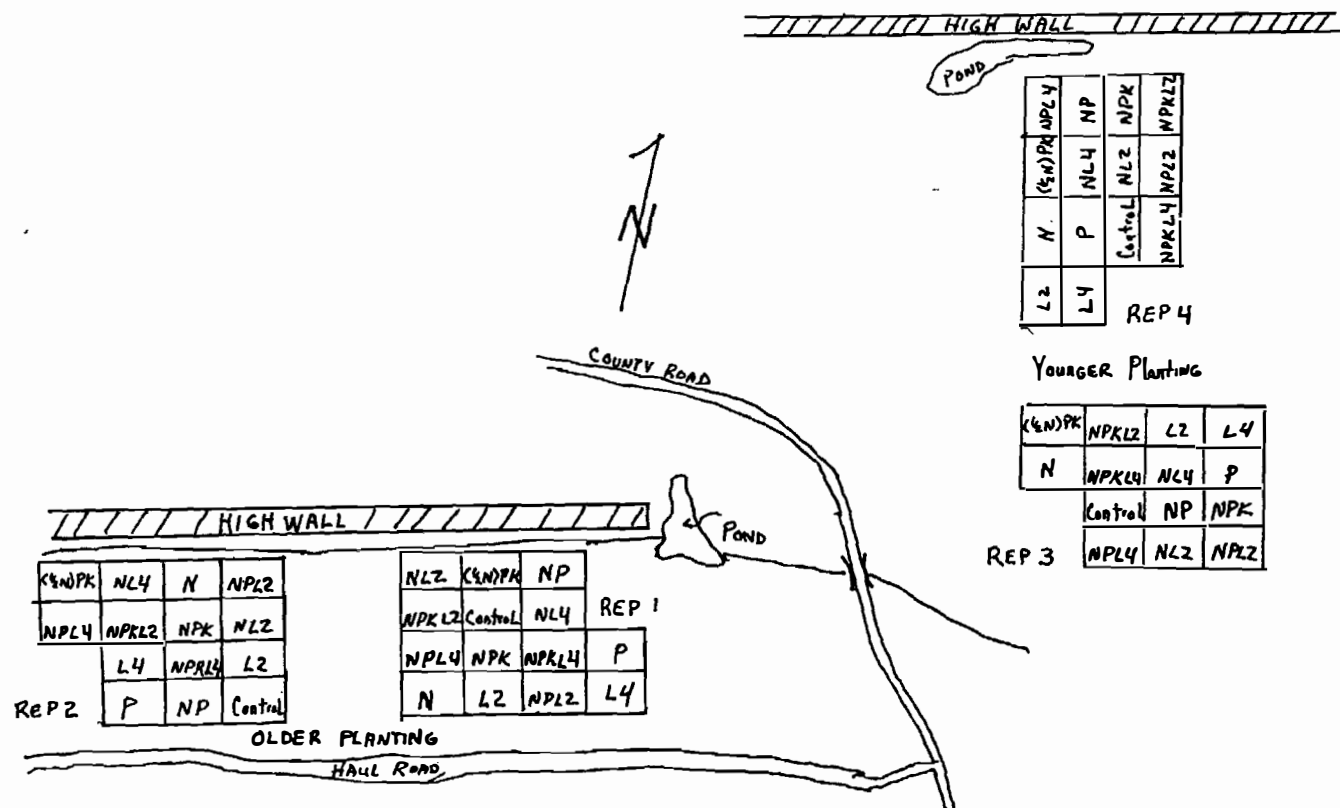 HIGH WALL
POND
NPL4 NP NPK NPKL2
(½N)PK NL4 NL2 NPL2
N P Control NPKL4
L2 L4
REP 4
N
COUNTY ROAD
YOUNGER PLANTING
(½N)PK NPKL2 L2 L4
N NPKL4 NL4 P
Control NP NPK
NPL4 NL2 NPL2
REP 3
HIGH WALL
POND
(½N)PK NL4 N NPL2
NPL4 NPKL2 NPK NL2
L4 NPKL4 L2
P NP Control
REP 2
NL2 (½N)PK NP
NPKL2 Control NL4
NPL4 NPK NPKL4 P
N L2 NPL2 L4
REP 1
OLDER PLANTING
HAUL ROAD